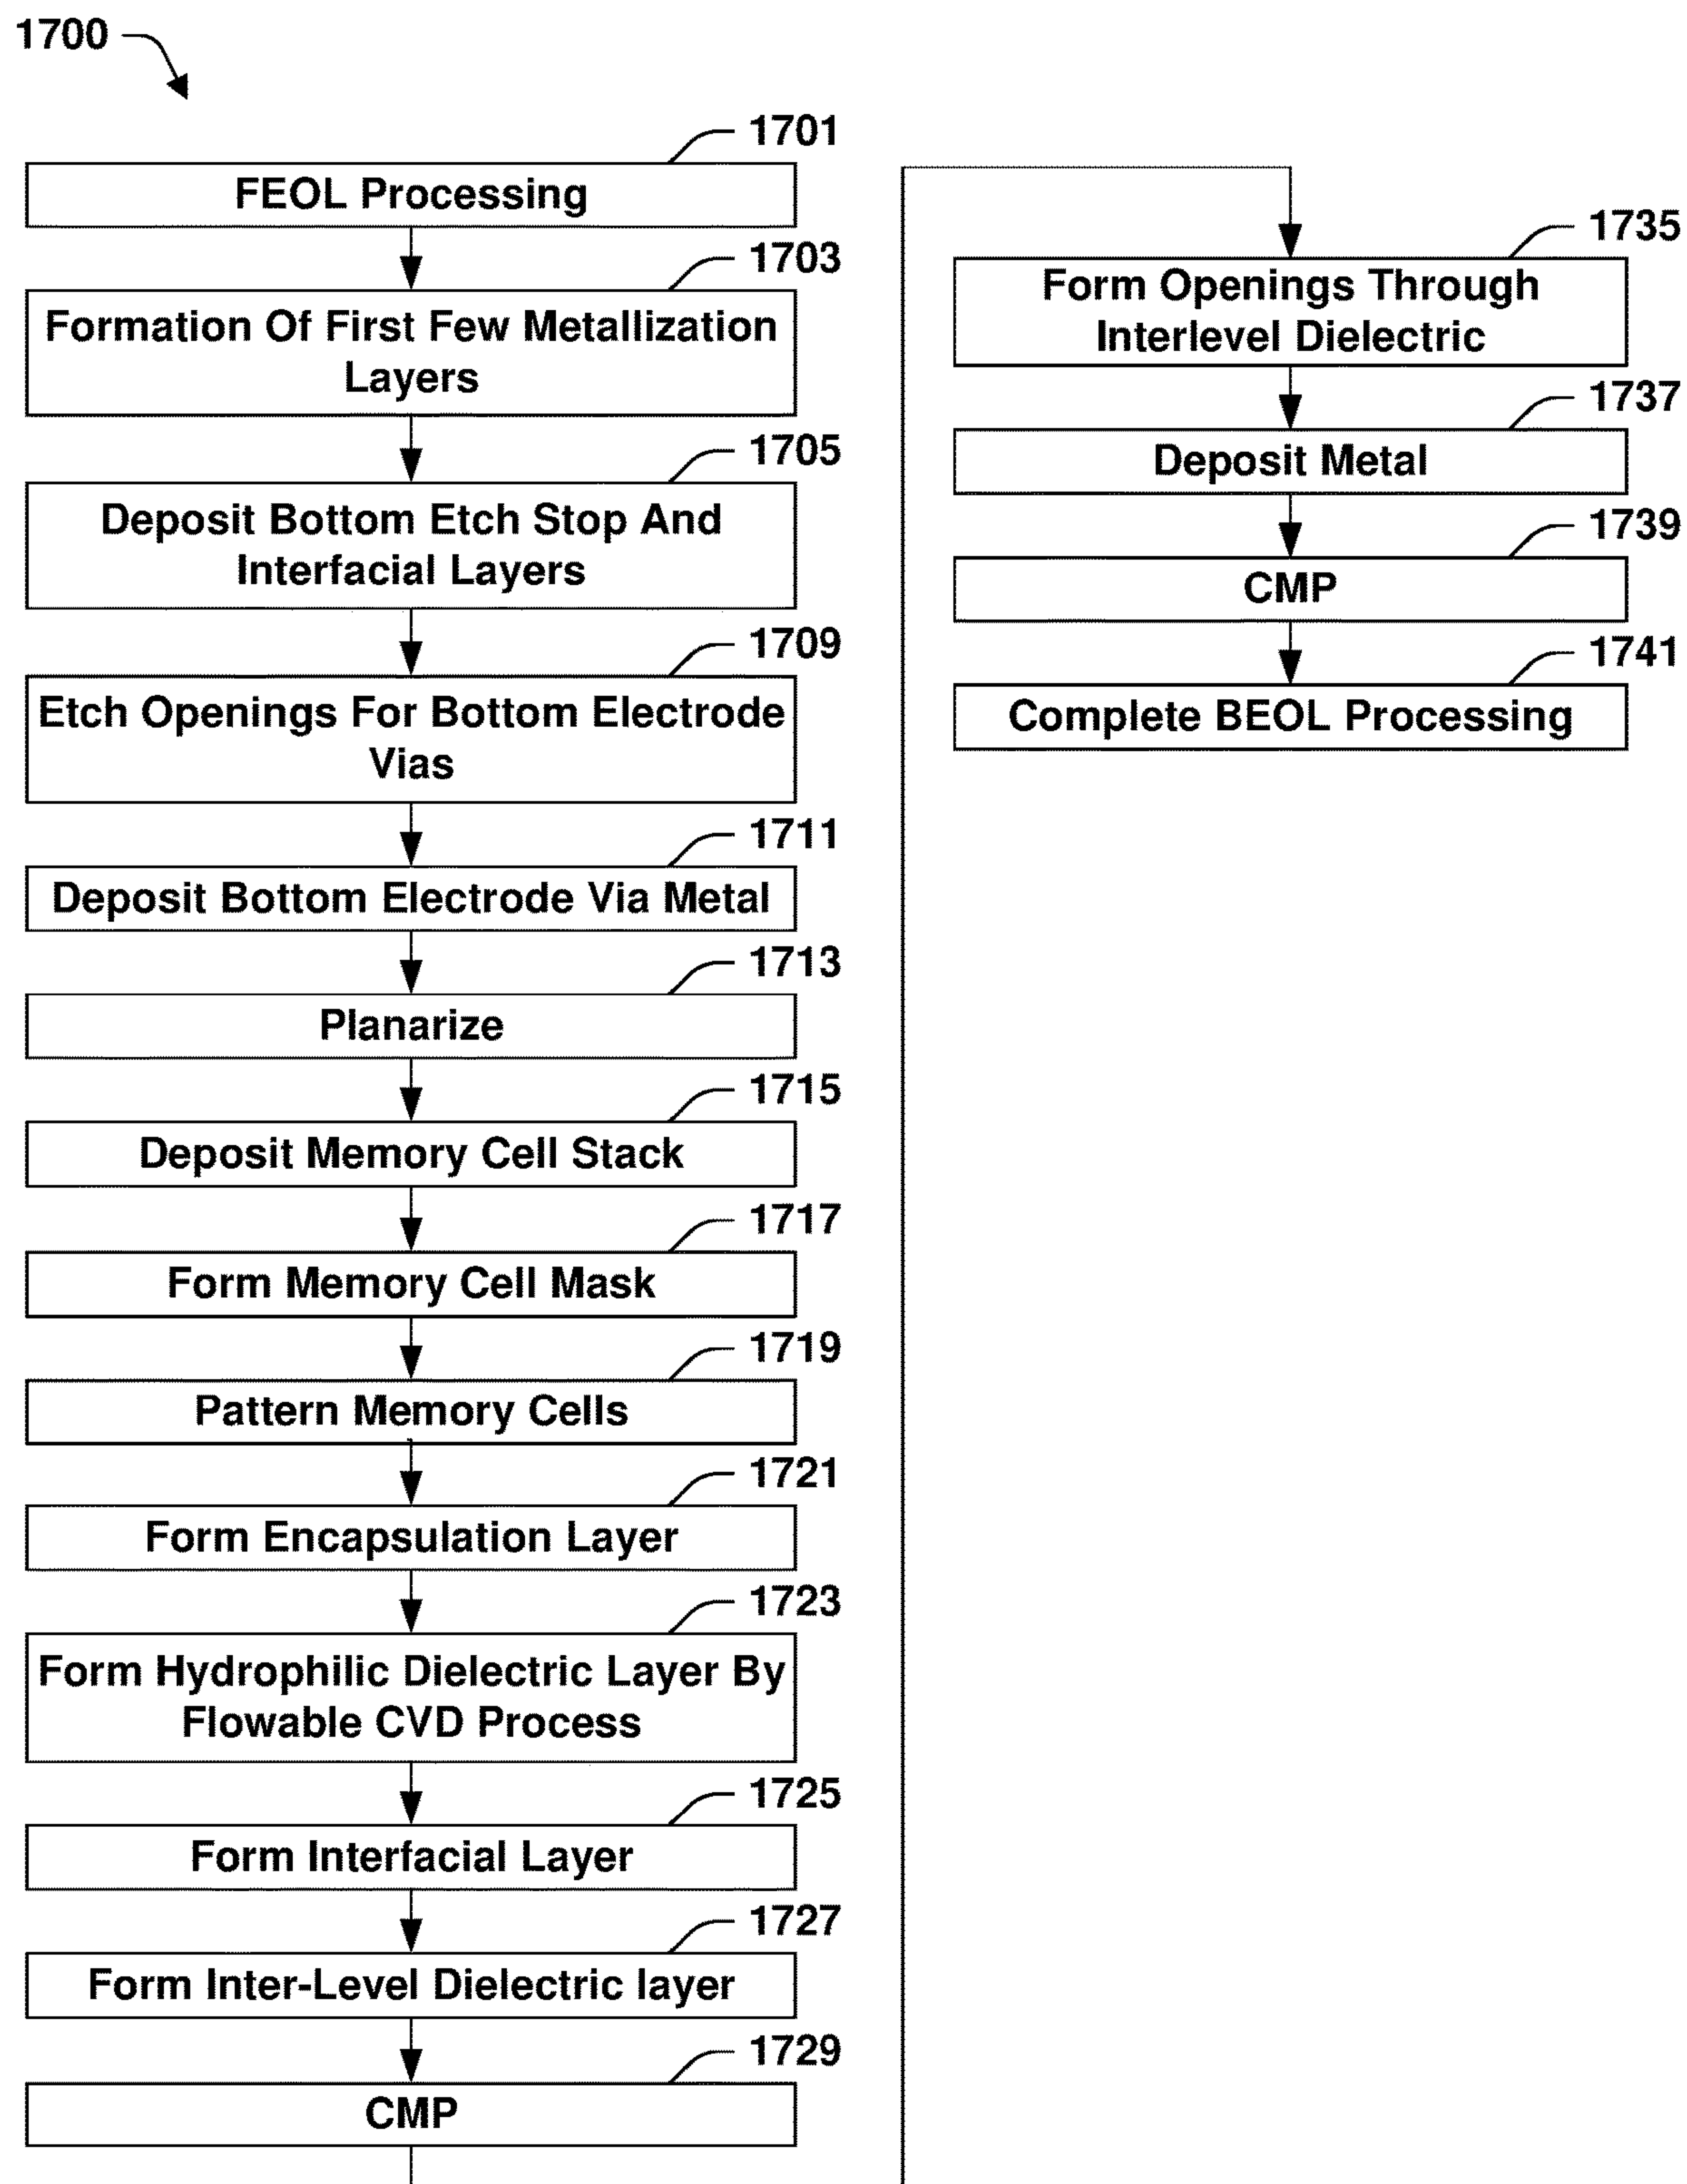 1700
1701
FEOL Processing
1703
Formation Of First Few Metallization
Layers
1705
Deposit Bottom Etch Stop And
Interfacial Layers
1709
Etch Openings For Bottom Electrode
Vias
1711
Deposit Bottom Electrode Via Metal
1713
Planarize
1715
Deposit Memory Cell Stack
1717
Form Memory Cell Mask
1719
Pattern Memory Cells
1721
Form Encapsulation Layer
1723
Form Hydrophilic Dielectric Layer By
Flowable CVD Process
1725
Form Interfacial Layer
1727
Form Inter-Level Dielectric layer
1729
CMP
1735
Form Openings Through
Interlevel Dielectric
1737
Deposit Metal
1739
CMP
1741
Complete BEOL Processing